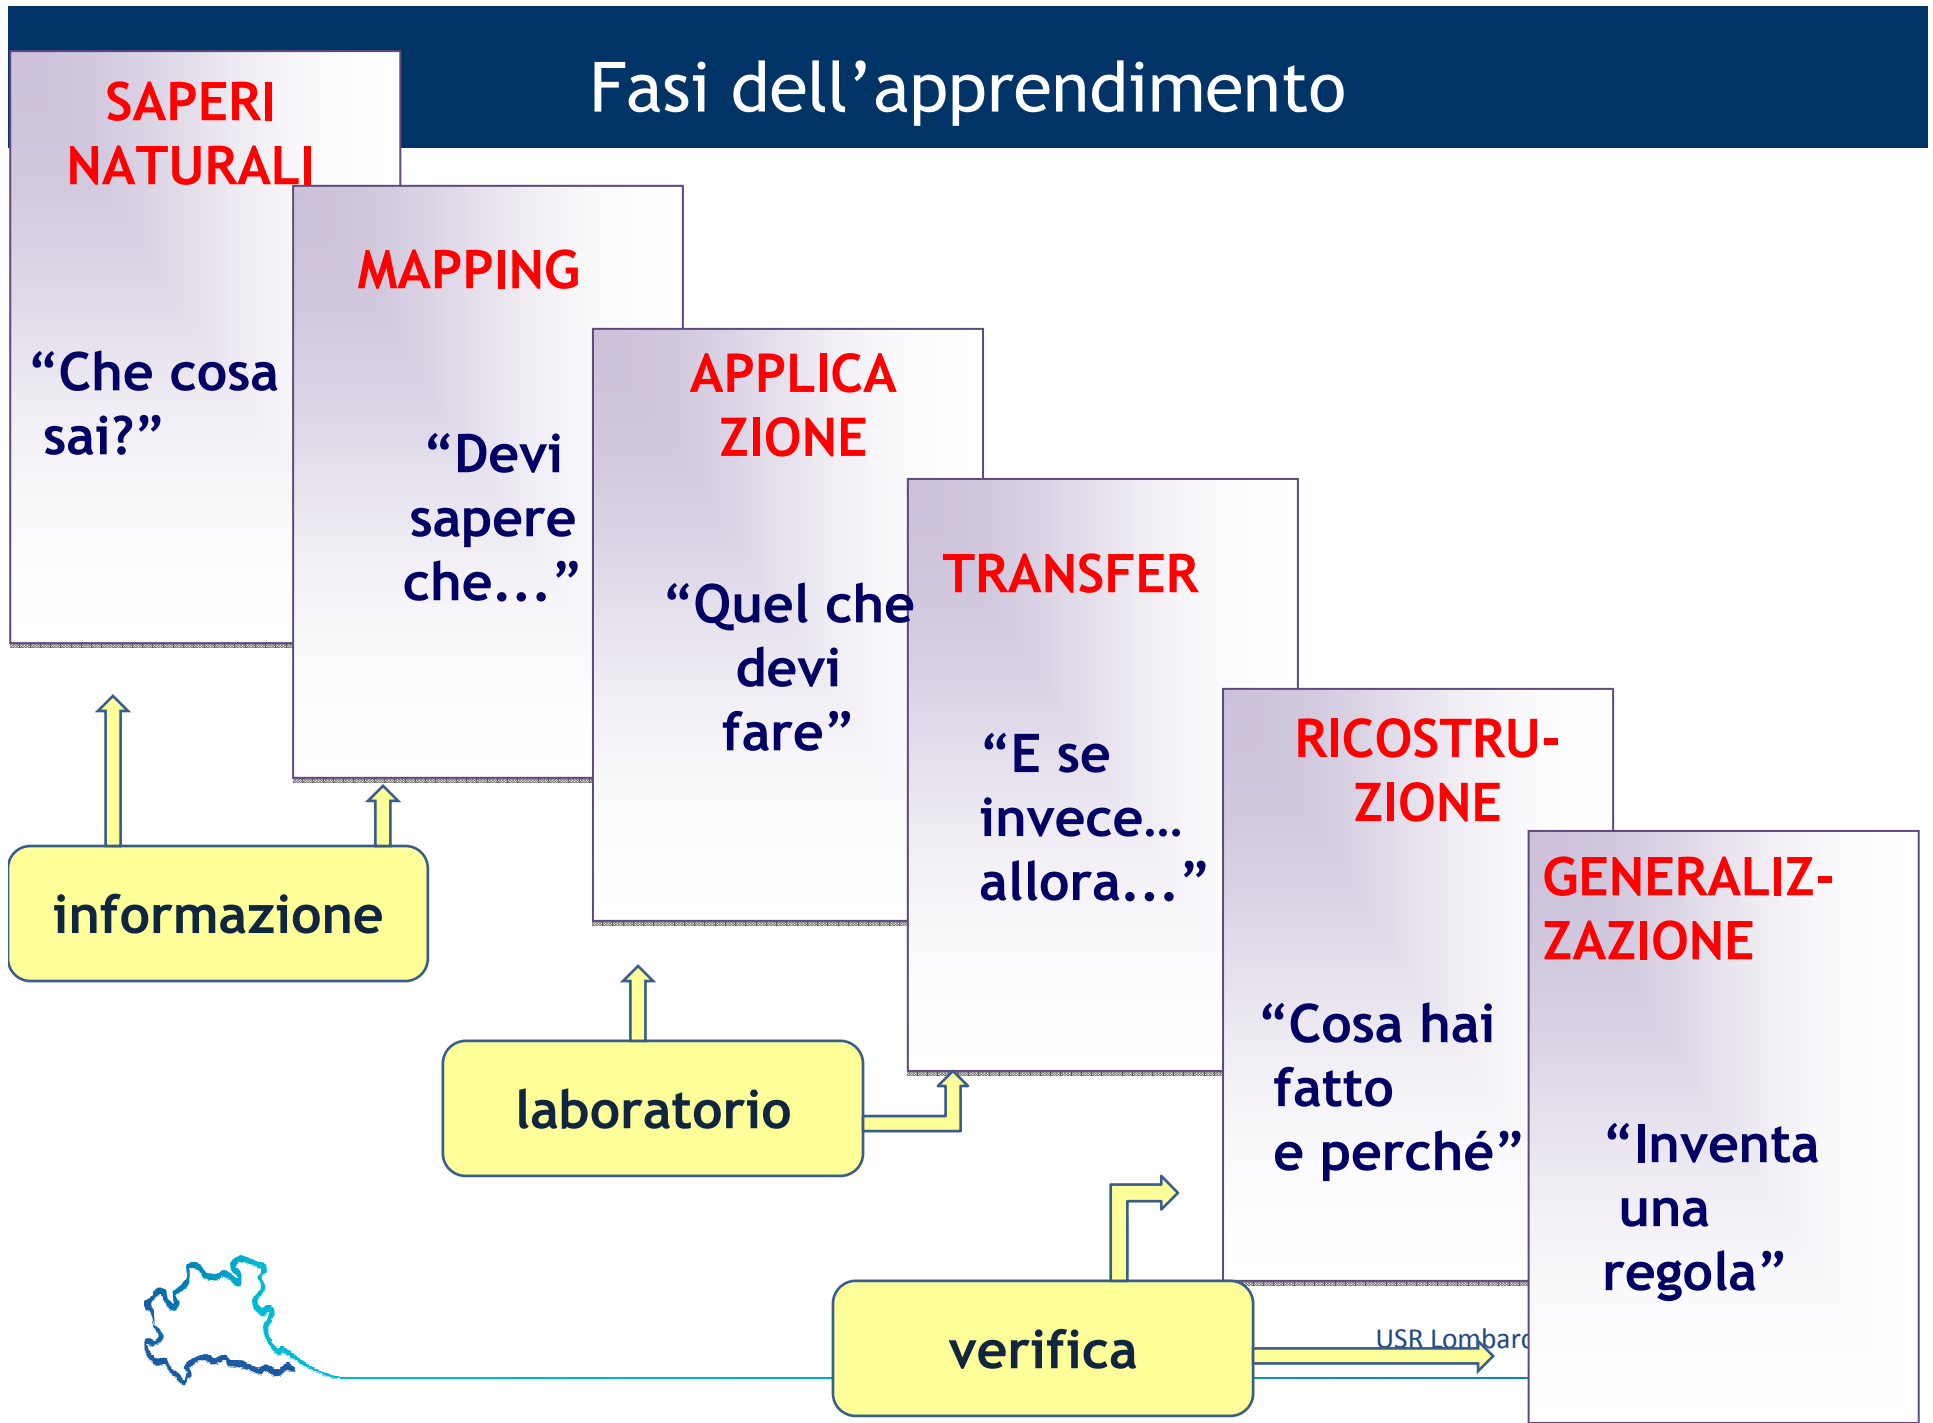 Fasi dell’apprendimento
SAPERI
NATURALI
“Che cosa
sai?”
MAPPING
“Devi
sapere
che...”
APPLICA
ZIONE
“Quel che
devi
fare”
TRANSFER
“E se
invece…
allora...”
RICOSTRU-
ZIONE
“Cosa hai
fatto
e perché”
GENERALIZ-
ZAZIONE
“Inventa
una
regola”
informazione
laboratorio
verifica
USR